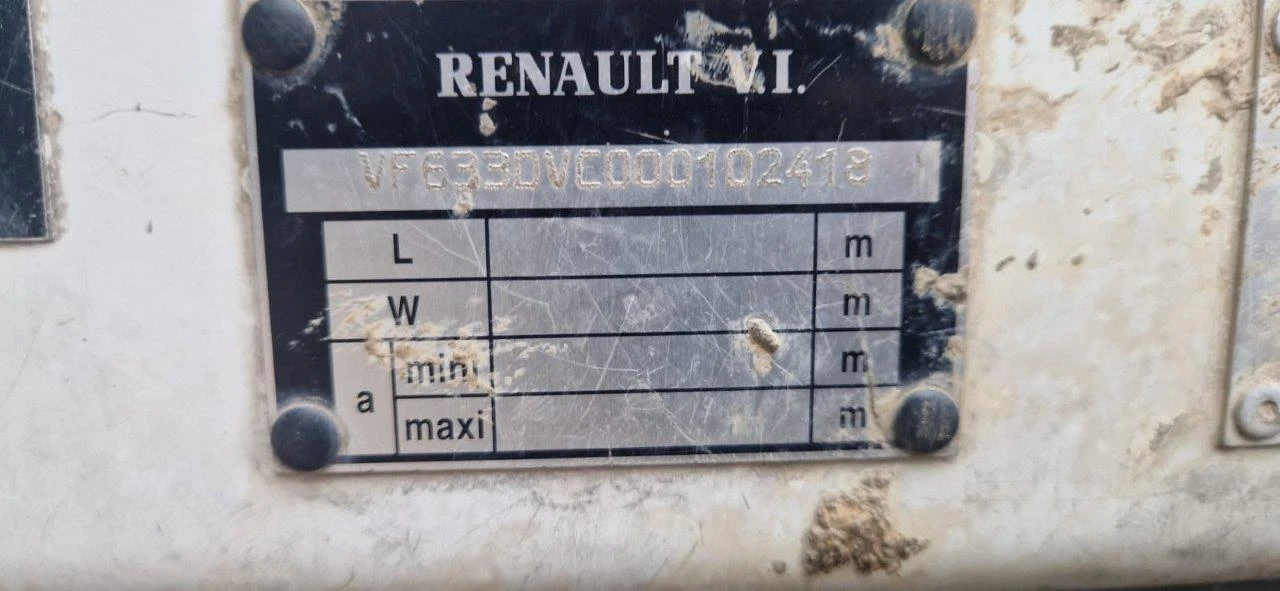 RENAULT V.I.
VF633DVC000102418
L m
W m
a mini m
maxi m